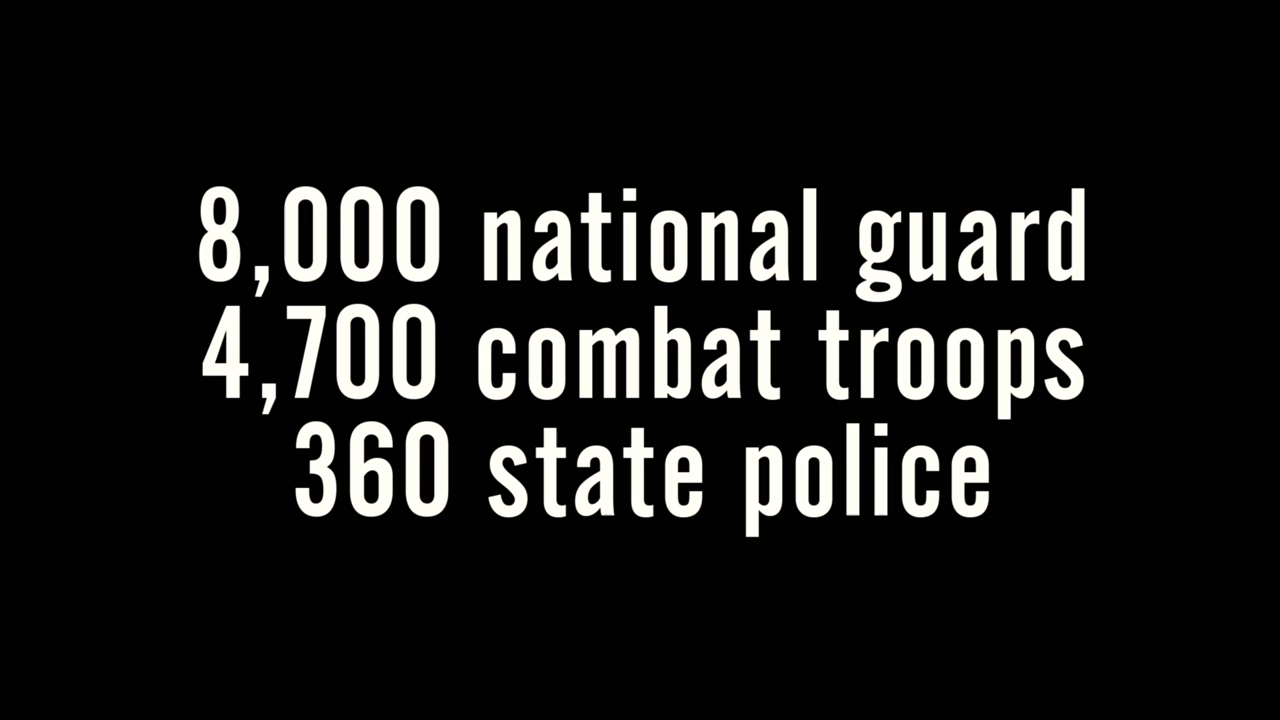 8,000 national guard
4,700 combat troops
360 state police